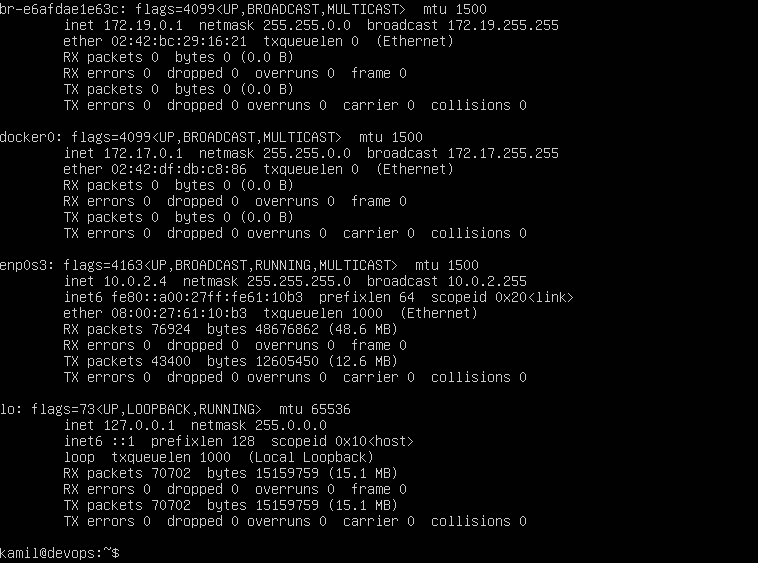 br-e6afdae1e63c: flags=4099<UP,BROADCAST,MULTICAST>  mtu 1500
        inet 172.19.0.1  netmask 255.255.0.0  broadcast 172.19.255.255
        ether 02:42:bc:29:16:21  txqueuelen 0  (Ethernet)
        RX packets 0  bytes 0 (0.0 B)
        RX errors 0  dropped 0  overruns 0  frame 0
        TX packets 0  bytes 0 (0.0 B)
        TX errors 0  dropped 0 overruns 0  carrier 0  collisions 0

docker0: flags=4099<UP,BROADCAST,MULTICAST>  mtu 1500
        inet 172.17.0.1  netmask 255.255.0.0  broadcast 172.17.255.255
        ether 02:42:df:db:c8:86  txqueuelen 0  (Ethernet)
        RX packets 0  bytes 0 (0.0 B)
        RX errors 0  dropped 0  overruns 0  frame 0
        TX packets 0  bytes 0 (0.0 B)
        TX errors 0  dropped 0 overruns 0  carrier 0  collisions 0

enp0s3: flags=4163<UP,BROADCAST,RUNNING,MULTICAST>  mtu 1500
        inet 10.0.2.4  netmask 255.255.255.0  broadcast 10.0.2.255
        inet6 fe80::a00:27ff:fe61:10b3  prefixlen 64  scopeid 0x20<link>
        ether 08:00:27:61:10:b3  txqueuelen 1000  (Ethernet)
        RX packets 76924  bytes 48676862 (48.6 MB)
        RX errors 0  dropped 0  overruns 0  frame 0
        TX packets 43400  bytes 12605450 (12.6 MB)
        TX errors 0  dropped 0 overruns 0  carrier 0  collisions 0

lo: flags=73<UP,LOOPBACK,RUNNING>  mtu 65536
        inet 127.0.0.1  netmask 255.0.0.0
        inet6 ::1  prefixlen 128  scopeid 0x10<host>
        loop  txqueuelen 1000  (Local Loopback)
        RX packets 70702  bytes 15159759 (15.1 MB)
        RX errors 0  dropped 0  overruns 0  frame 0
        TX packets 70702  bytes 15159759 (15.1 MB)
        TX errors 0  dropped 0 overruns 0  carrier 0  collisions 0

kamil@devops:~$